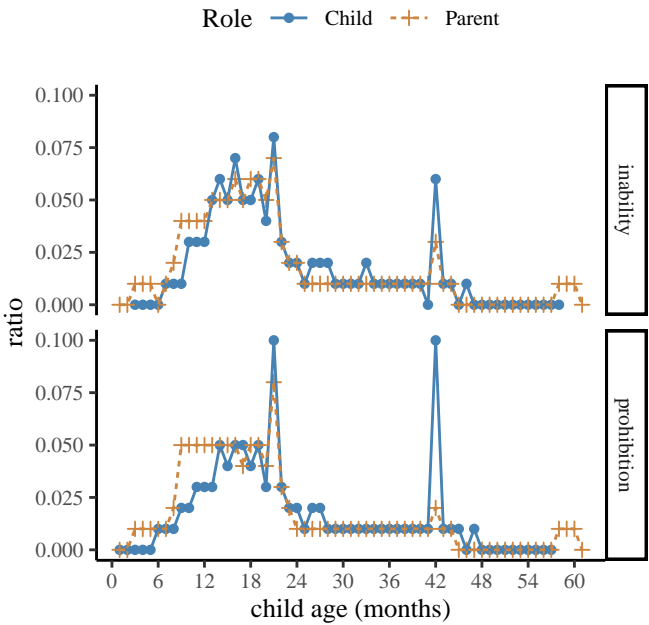 Role Child Parent
0.100
0.075
0.050
0.025
0.000
inability
0.100
0.075
0.050
0.025
0.000
prohibition
ratio
0 6 12 18 24 30 36 42 48 54 60
child age (months)